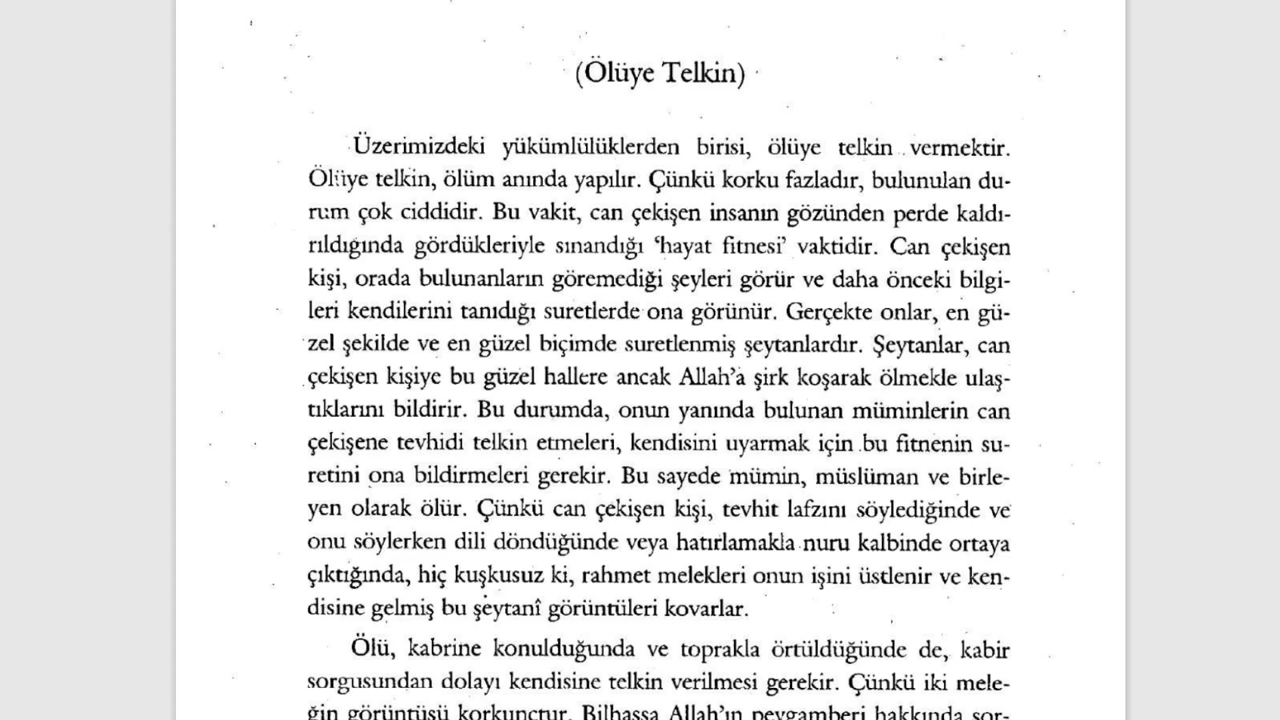 (Ölüye Telkin)
Üzerimizdeki yükümlülüklerden birisi, ölüye telkin vermektir.
Ölüye telkin, ölüm anında yapılır. Çünkü korku fazladır, bulunulan du-
rum çok ciddidir. Bu vakit, can çekişen insanın gözünden perde kaldı-
rıldığında gördükleriyle sınandığı ‘hayat fitnesi’ vaktidir. Can çekişen
kişi, orada bulunanların göremediği şeyleri görür ve daha önceki bilgi-
leri kendilerini tanıdığı suretlerde ona görünür. Gerçekte onlar, en gü-
zel şekilde ve en güzel biçimde suretlenmiş şeytanlardır. Şeytanlar, can
çekişen kişiye bu güzel hallere ancak Allah’a şirk koşarak ölmekle ulaş-
tıklarını bildirir. Bu durumda, onun yanında bulunan müminlerin can
çekişene tevhidi telkin etmeleri, kendisini uyarmak için bu fitnenin su-
retini ona bildirmeleri gerekir. Bu sayede mümin, müslüman ve birle-
yen olarak ölür. Çünkü can çekişen kişi, tevhit lafzını söylediğinde ve
onu söylerken dili döndüğünde veya hatırlamakla nuru kalbinde ortaya
çıktığında, hiç kuşkusuz ki, rahmet melekleri onun işini üstlenir ve ken-
disine gelmiş bu şeytanî görüntüleri kovarlar.
Ölü, kabrine konulduğunda ve toprakla örtüldüğünde de, kabir
sorgusundan dolayı kendisine telkin verilmesi gerekir. Çünkü iki mele-
ğin görüntüsü korkunçtur. Bilhassa Allah’ın peygamberi hakkında sor-